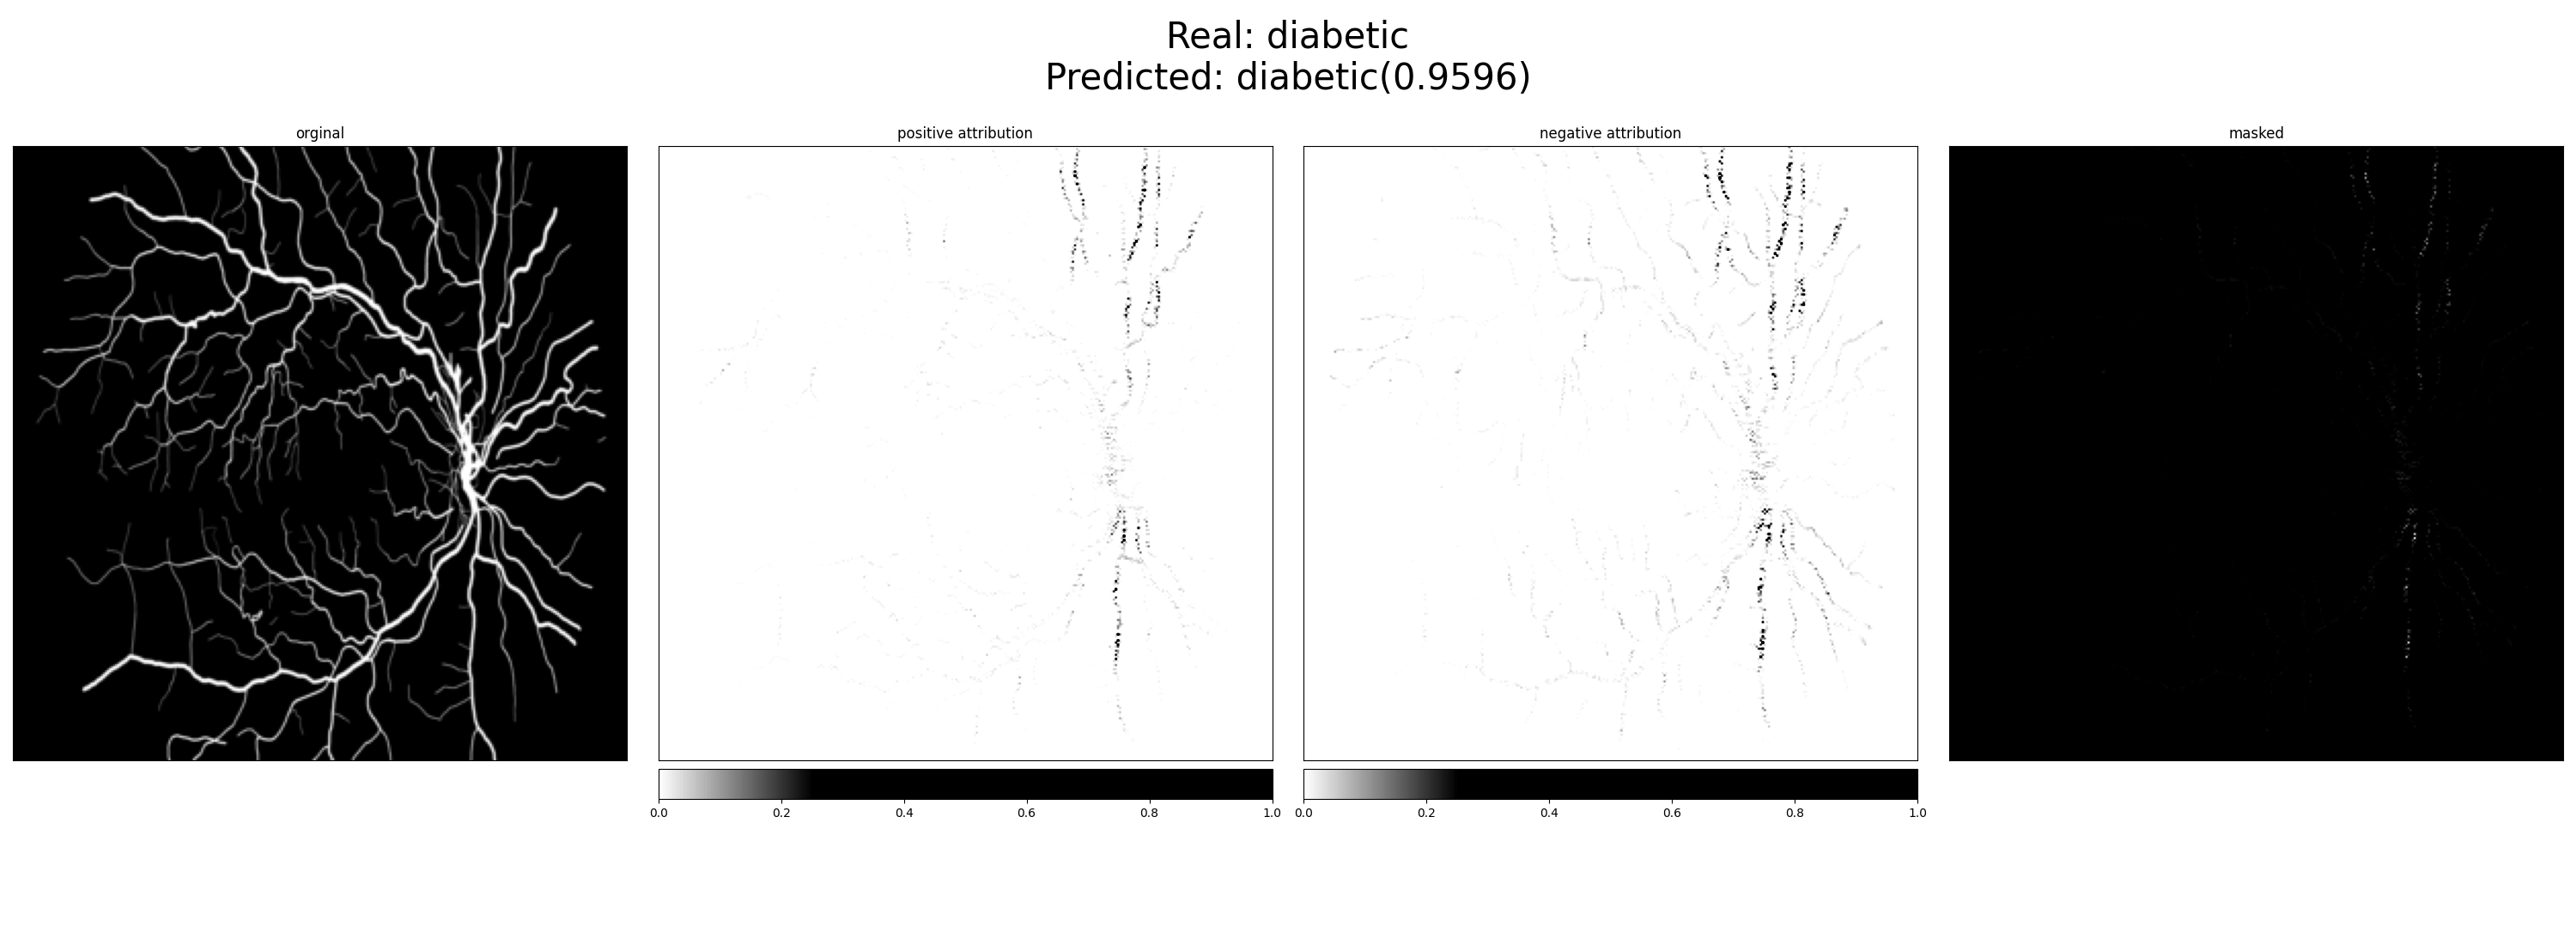 Real: diabetic
Predicted: diabetic(0.9596)
orginal
positive attribution
negative attribution
masked
0.0 0.2 0.4 0.6 0.8 1.0
0.0 0.2 0.4 0.6 0.8 1.0